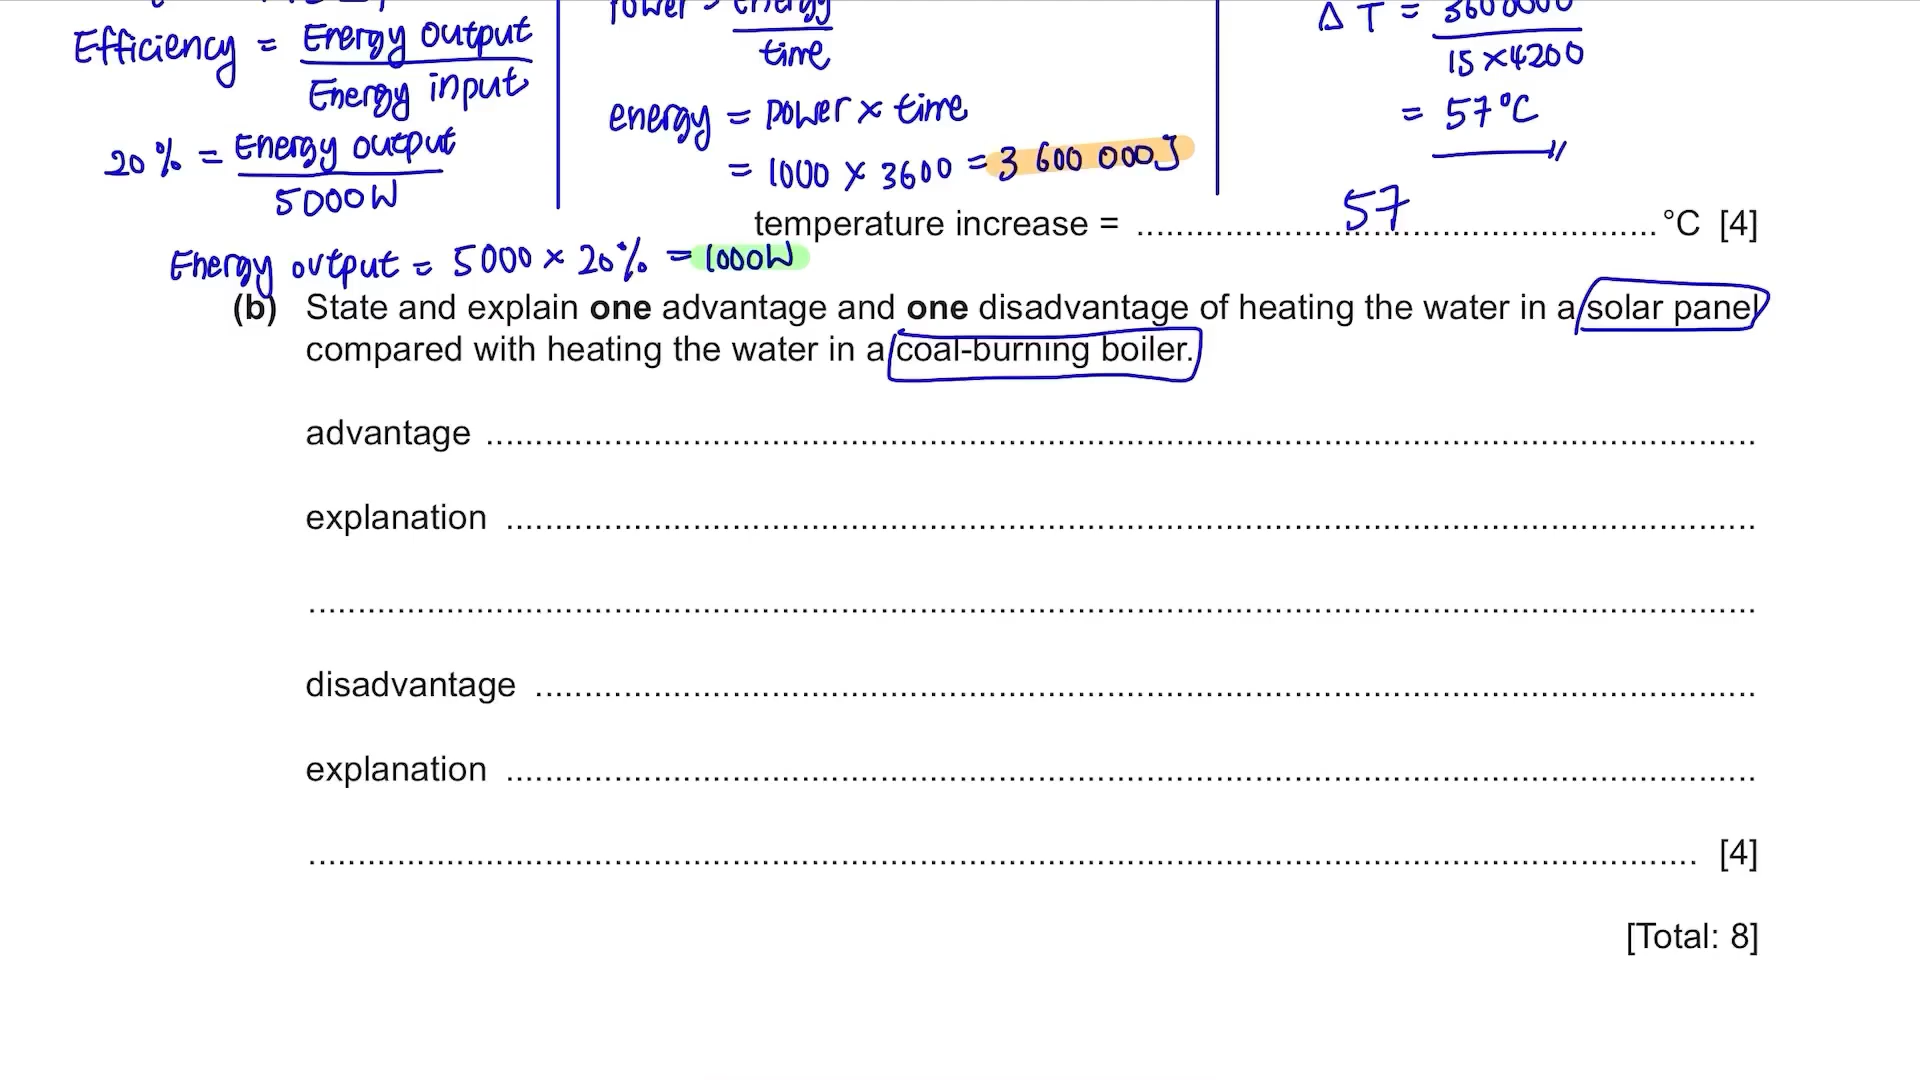 Efficiency = Energy output
Energy input
20% = Energy output
5000W
Energy output = 5000 × 20% = 1000W
energy
time
energy = power × time
= 1000 × 3600 = 3 600 000J
Δ T = 3600000
15 × 4200
= 57°C
temperature increase = 57 °C [4]
(b) State and explain one advantage and one disadvantage of heating the water in a solar panel
compared with heating the water in a coal-burning boiler.
advantage
explanation
disadvantage
explanation
[4]
[Total: 8]